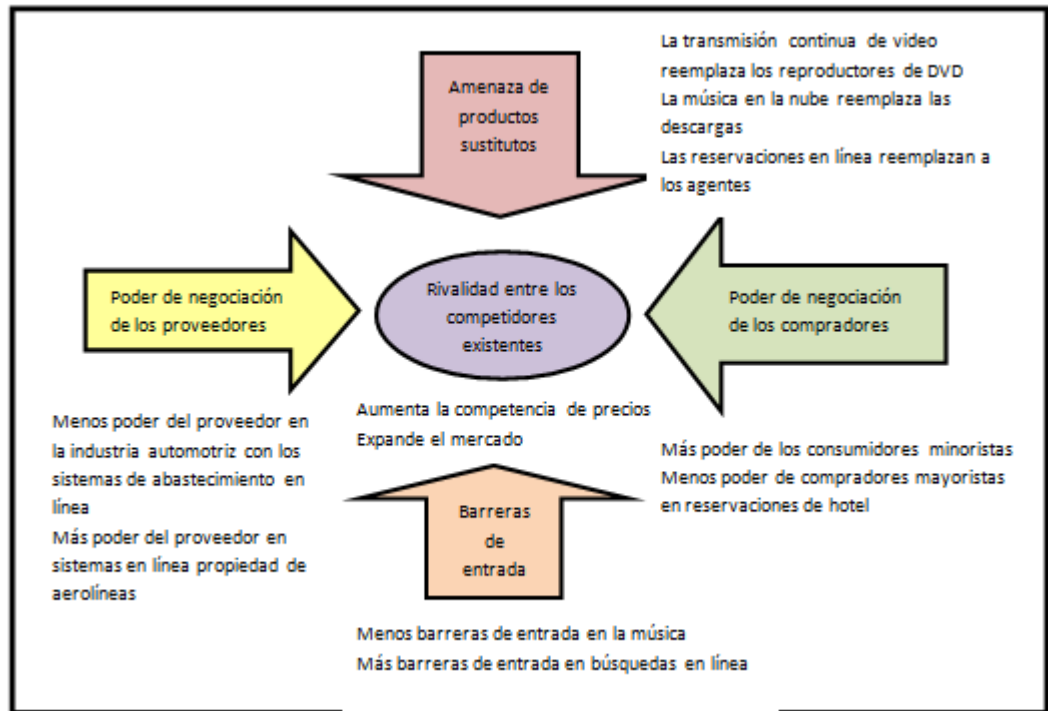 Amenaza de
productos
sustitutos
La transmisión continua de video
reemplaza los reproductores de DVD
La música en la nube reemplaza las
descargas
Las reservaciones en línea reemplazan a
los agentes
Poder de negociación
de los proveedores
Rivalidad entre los
competidores
existentes
Poder de negociación
de los compradores
Menos poder del proveedor en
la industria automotriz con los
sistemas de abastecimiento en
línea
Más poder del proveedor en
sistemas en línea propiedad de
aerolíneas
Aumenta la competencia de precios
Expande el mercado
Más poder de los consumidores minoristas
Menos poder de compradores mayoristas
en reservaciones de hotel
Barreras
de
entrada
Menos barreras de entrada en la música
Más barreras de entrada en búsquedas en línea